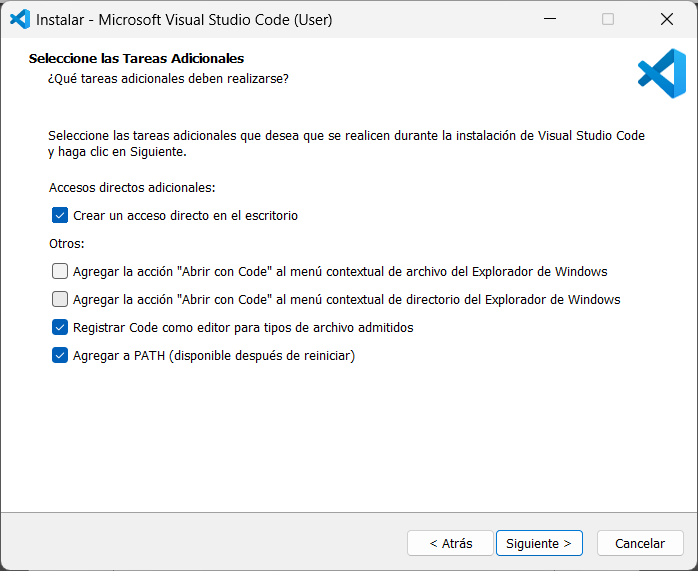 Instalar - Microsoft Visual Studio Code (User)
Seleccione las Tareas Adicionales
¿Qué tareas adicionales deben realizarse?
Seleccione las tareas adicionales que desea que se realicen durante la instalación de Visual Studio Code
y haga clic en Siguiente.
Accesos directos adicionales:
Crear un acceso directo en el escritorio
Otros:
Agregar la acción "Abrir con Code" al menú contextual de archivo del Explorador de Windows
Agregar la acción "Abrir con Code" al menú contextual de directorio del Explorador de Windows
Registrar Code como editor para tipos de archivo admitidos
Agregar a PATH (disponible después de reiniciar)
< Atrás Siguiente > Cancelar